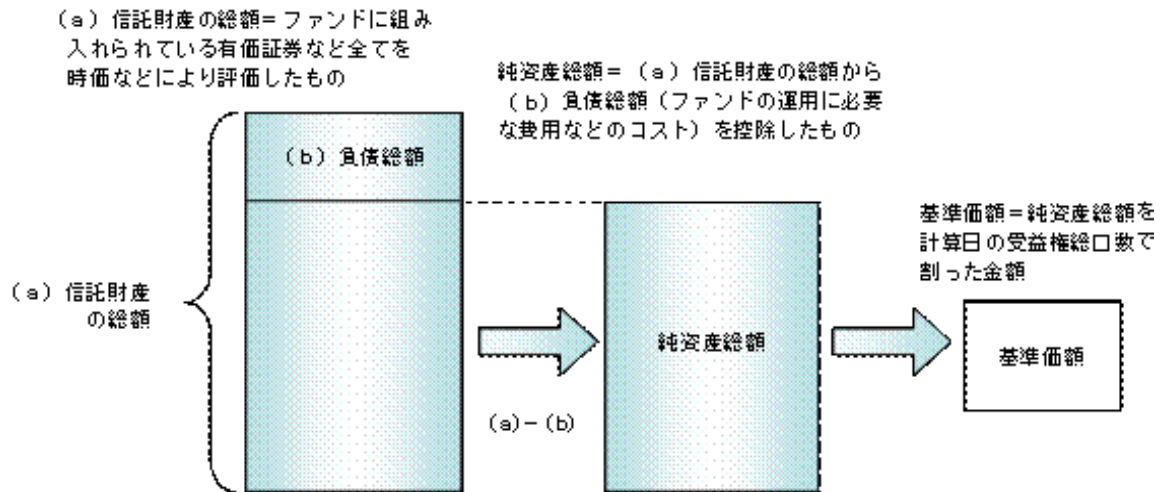 （a）信託財産の総額＝ファンドに組み
入れられている有価証券など全てを
時価などにより評価したもの
純資産総額＝（a）信託財産の総額から
（b）負債総額（ファンドの運用に必要
な費用などのコスト）を控除したもの
（b）負債総額
基準価額＝純資産総額を
計算日の受益権総口数で
割った金額
（a）信託財産
の総額
純資産総額
基準価額
（a）－（b）